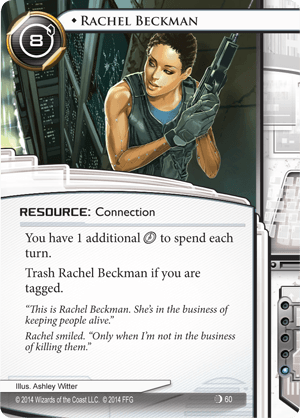 • Rachel Beckman
8
RESOURCE: Connection
You have 1 additional to spend each
turn.
Trash Rachel Beckman if you are
tagged.
“This is Rachel Beckman. She’s in the business of
keeping people alive.”
Rachel smiled. “Only when I’m not in the business
of killing them.”
Illus. Ashley Witter
© 2014 Wizards of the Coast LLC. © 2014 FFG
60